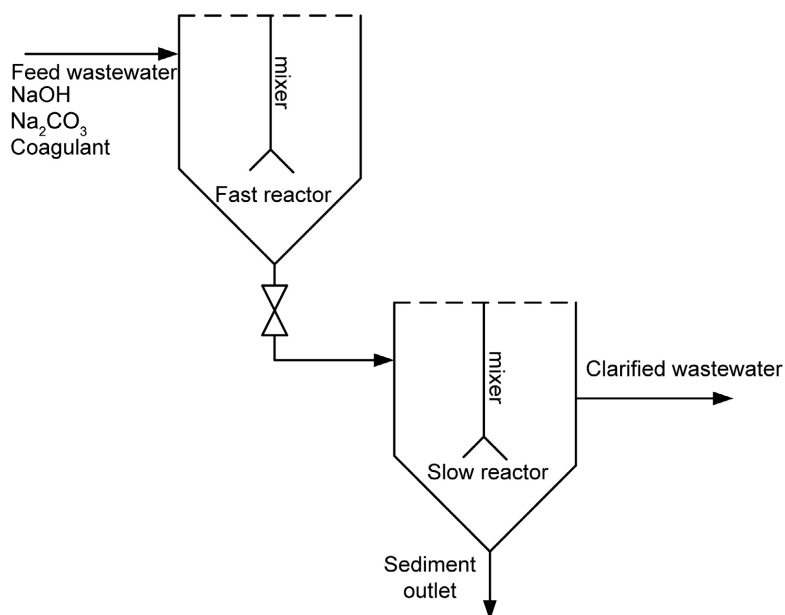 Feed wastewater
NaOH
Na₂CO₃
Coagulant
mixer
Fast reactor
mixer
Slow reactor
Clarified wastewater
Sediment
outlet